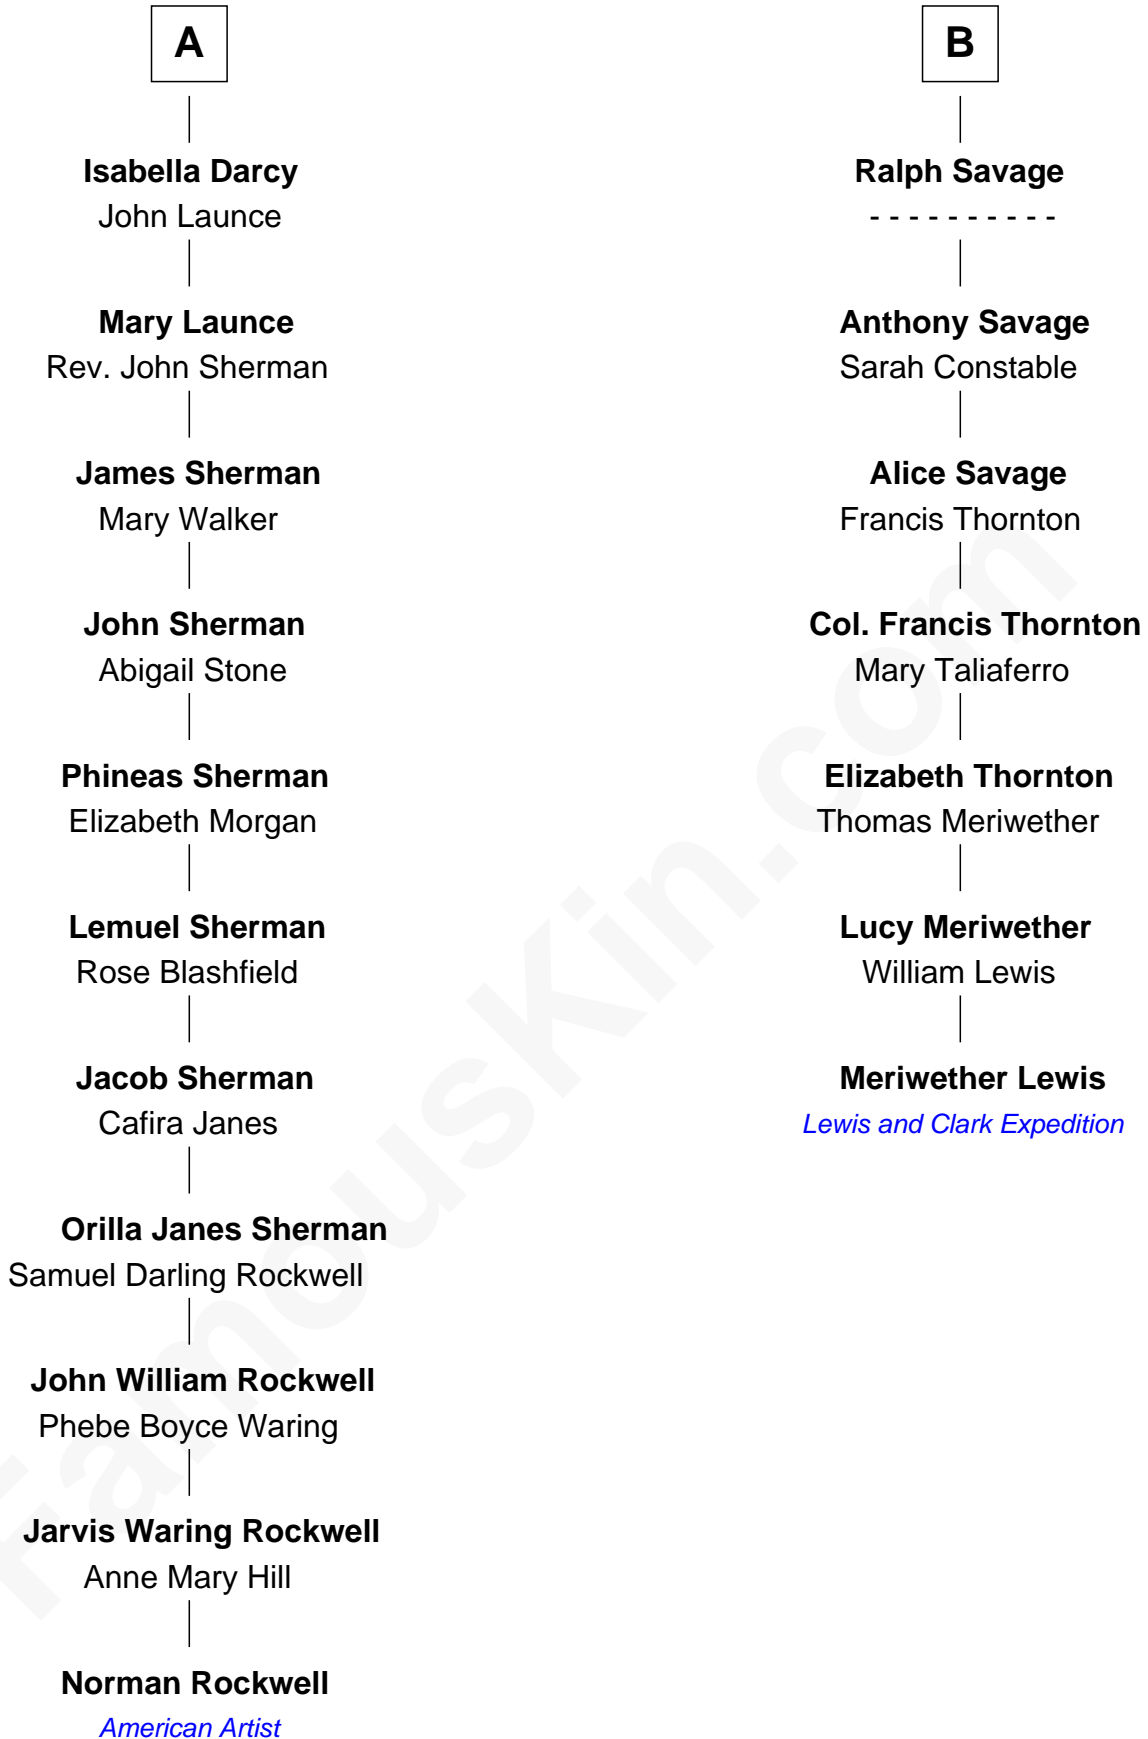 A
Isabella Darcy
John Launce
Mary Launce
Rev. John Sherman
James Sherman
Mary Walker
John Sherman
Abigail Stone
Phineas Sherman
Elizabeth Morgan
Lemuel Sherman
Rose Blashfield
Jacob Sherman
Cafira Janes
Orilla Janes Sherman
Samuel Darling Rockwell
John William Rockwell
Phebe Boyce Waring
Jarvis Waring Rockwell
Anne Mary Hill
Norman Rockwell
American Artist
B
Ralph Savage
- - - - - - - - - -
Anthony Savage
Sarah Constable
Alice Savage
Francis Thornton
Col. Francis Thornton
Mary Taliaferro
Elizabeth Thornton
Thomas Meriwether
Lucy Meriwether
William Lewis
Meriwether Lewis
Lewis and Clark Expedition
FamousKin.com